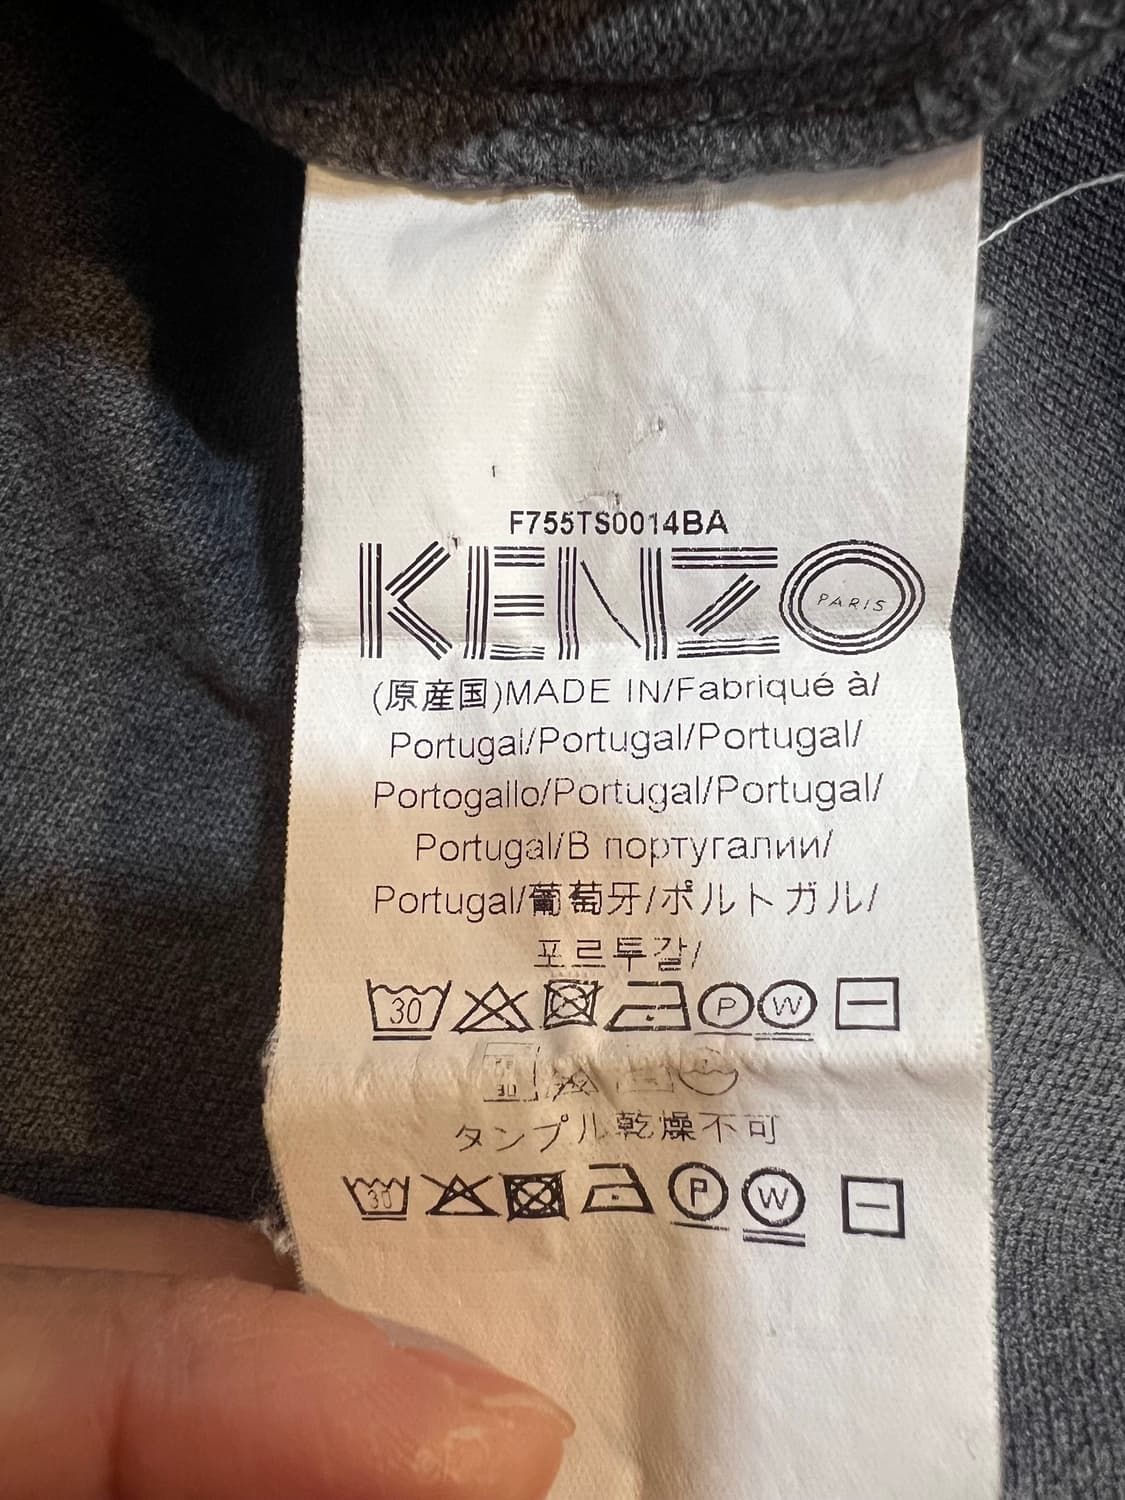 F755TS0014BA
KENZO
PARIS
(原産国)MADE IN/Fabriqué à/
Portugal/Portugal/Portugal/
Portogallo/Portugal/Portugal/
Portugal/В португалии/
Portugal/葡萄牙/ポルトガル/
포르투갈/
30 P W
30
タンブル乾燥不可
30 P W